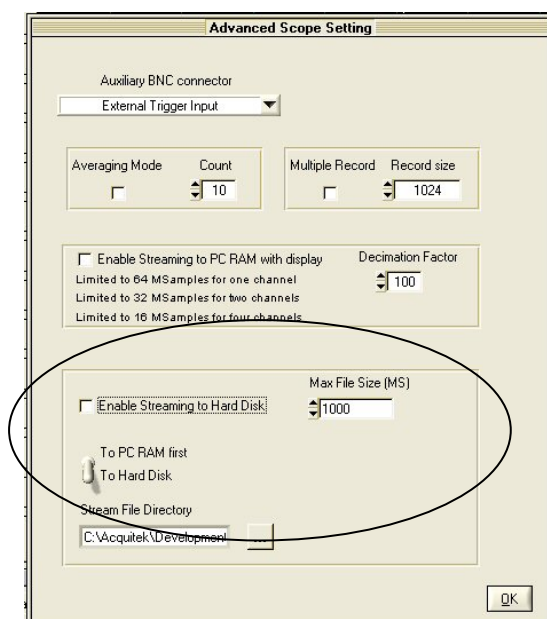 Advanced Scope Setting
Auxiliary BNC connector
External Trigger Input
Averaging Mode Count
10
Multiple Record Record size
1024
Enable Streaming to PC RAM with display Decimation Factor
100
Limited to 64 MSamples for one channel
Limited to 32 MSamples for two channels
Limited to 16 MSamples for four channels
Max File Size (MS)
Enable Streaming to Hard Disk 1000
To PC RAM first
To Hard Disk
Stream File Directory
C:\Acquitek\Development ...
OK